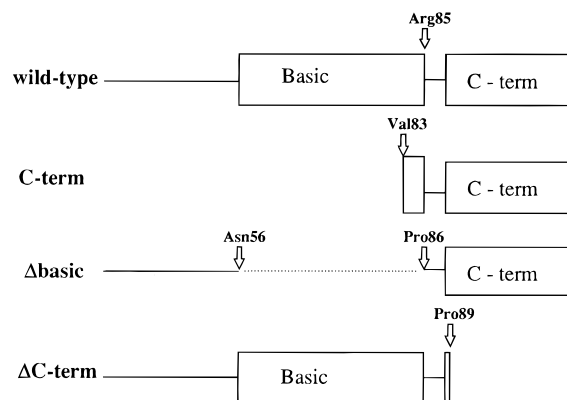 Arg85
wild-type
Basic
C - term
Val83
C-term
C - term
Asn56
Pro86
Δbasic
C - term
Pro89
ΔC-term
Basic